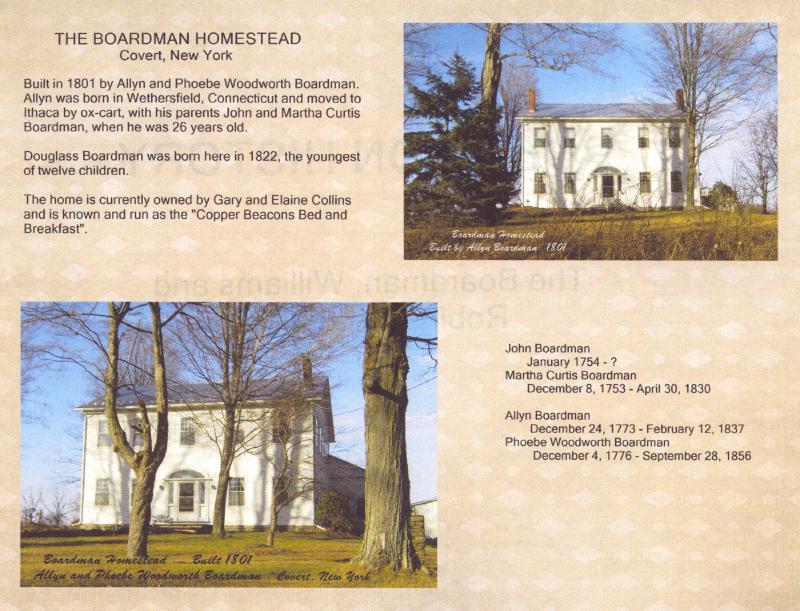 THE BOARDMAN HOMESTEAD
Covert, New York
Built in 1801 by Allyn and Phoebe Woodworth Boardman.
Allyn was born in Wethersfield, Connecticut and moved to
Ithaca by ox-cart, with his parents John and Martha Curtis
Boardman, when he was 26 years old.
Douglass Boardman was born here in 1822, the youngest
of twelve children.
The home is currently owned by Gary and Elaine Collins
and is known and run as the "Copper Beacons Bed and
Breakfast".
Boardman Homestead
Built by Allyn Boardman 1801
Boardman Homestead Built 1801
Allyn and Phoebe Woodworth Boardman Covert, New York
John Boardman
January 1754 - ?
Martha Curtis Boardman
December 8, 1753 - April 30, 1830
Allyn Boardman
December 24, 1773 - February 12, 1837
Phoebe Woodworth Boardman
December 4, 1776 - September 28, 1856